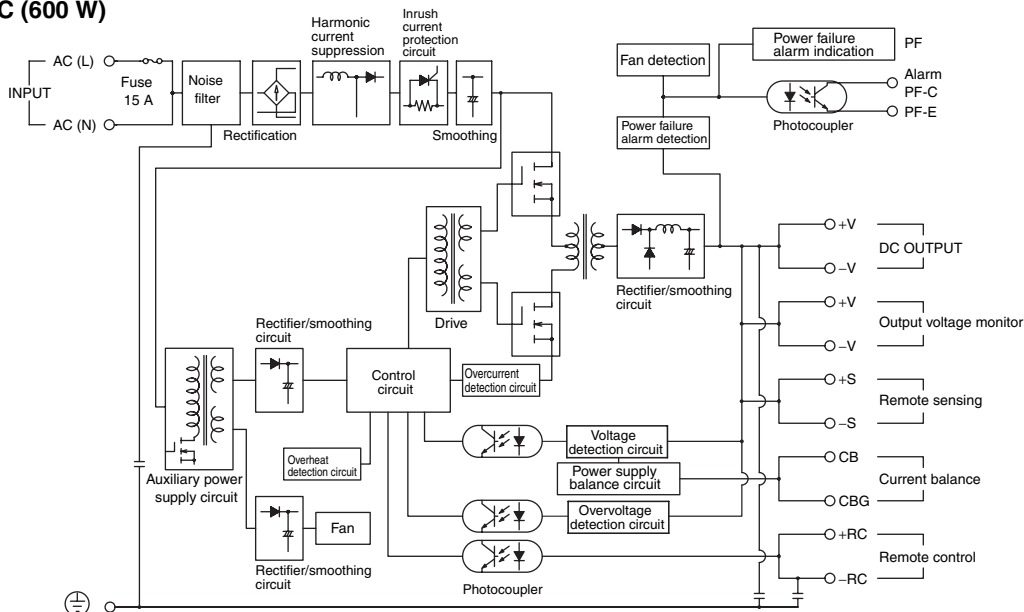 C (600 W)
Harmonic
current
suppression
Inrush
current
protection
circuit
AC (L)
Fuse
15 A
Noise
filter
INPUT
AC (N)
Rectification
Smoothing
Fan detection
Power failure
alarm indication
PF
Alarm
PF-C
PF-E
Photocoupler
Power failure
alarm detection
+V
DC OUTPUT
−V
Rectifier/smoothing
circuit
Drive
+V
Output voltage monitor
−V
Rectifier/smoothing
circuit
Control
circuit
Overcurrent
detection circuit
+S
Remote sensing
−S
Voltage
detection circuit
Power supply
balance circuit
Overheat
detection circuit
CB
Current balance
CBG
Auxiliary power
supply circuit
Overvoltage
detection circuit
Fan
+RC
Remote control
−RC
Rectifier/smoothing
circuit
Photocoupler